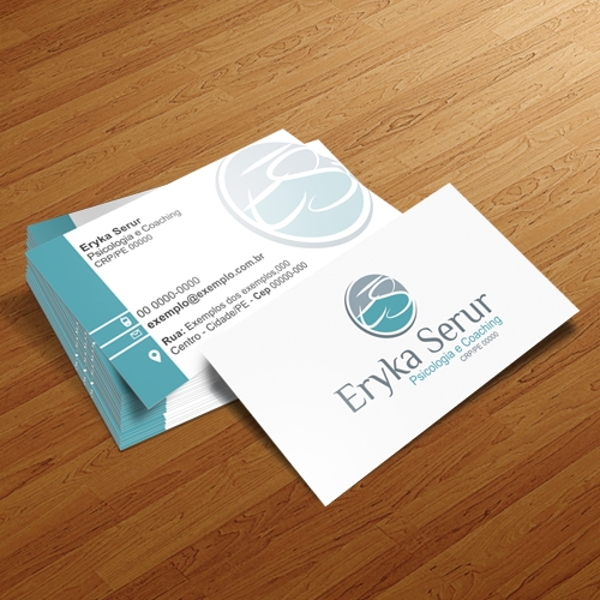 Eryka Serur
Psicologia e Coaching
CRP/PE 00000
00 0000-0000
exemplo@exemplo.com.br
Rua: Exemplos dos exemplos,000
Centro - Cidade/PE - Cep 00000-000
ES
Eryka Serur
Psicologia e Coaching
CRP/PE 00000